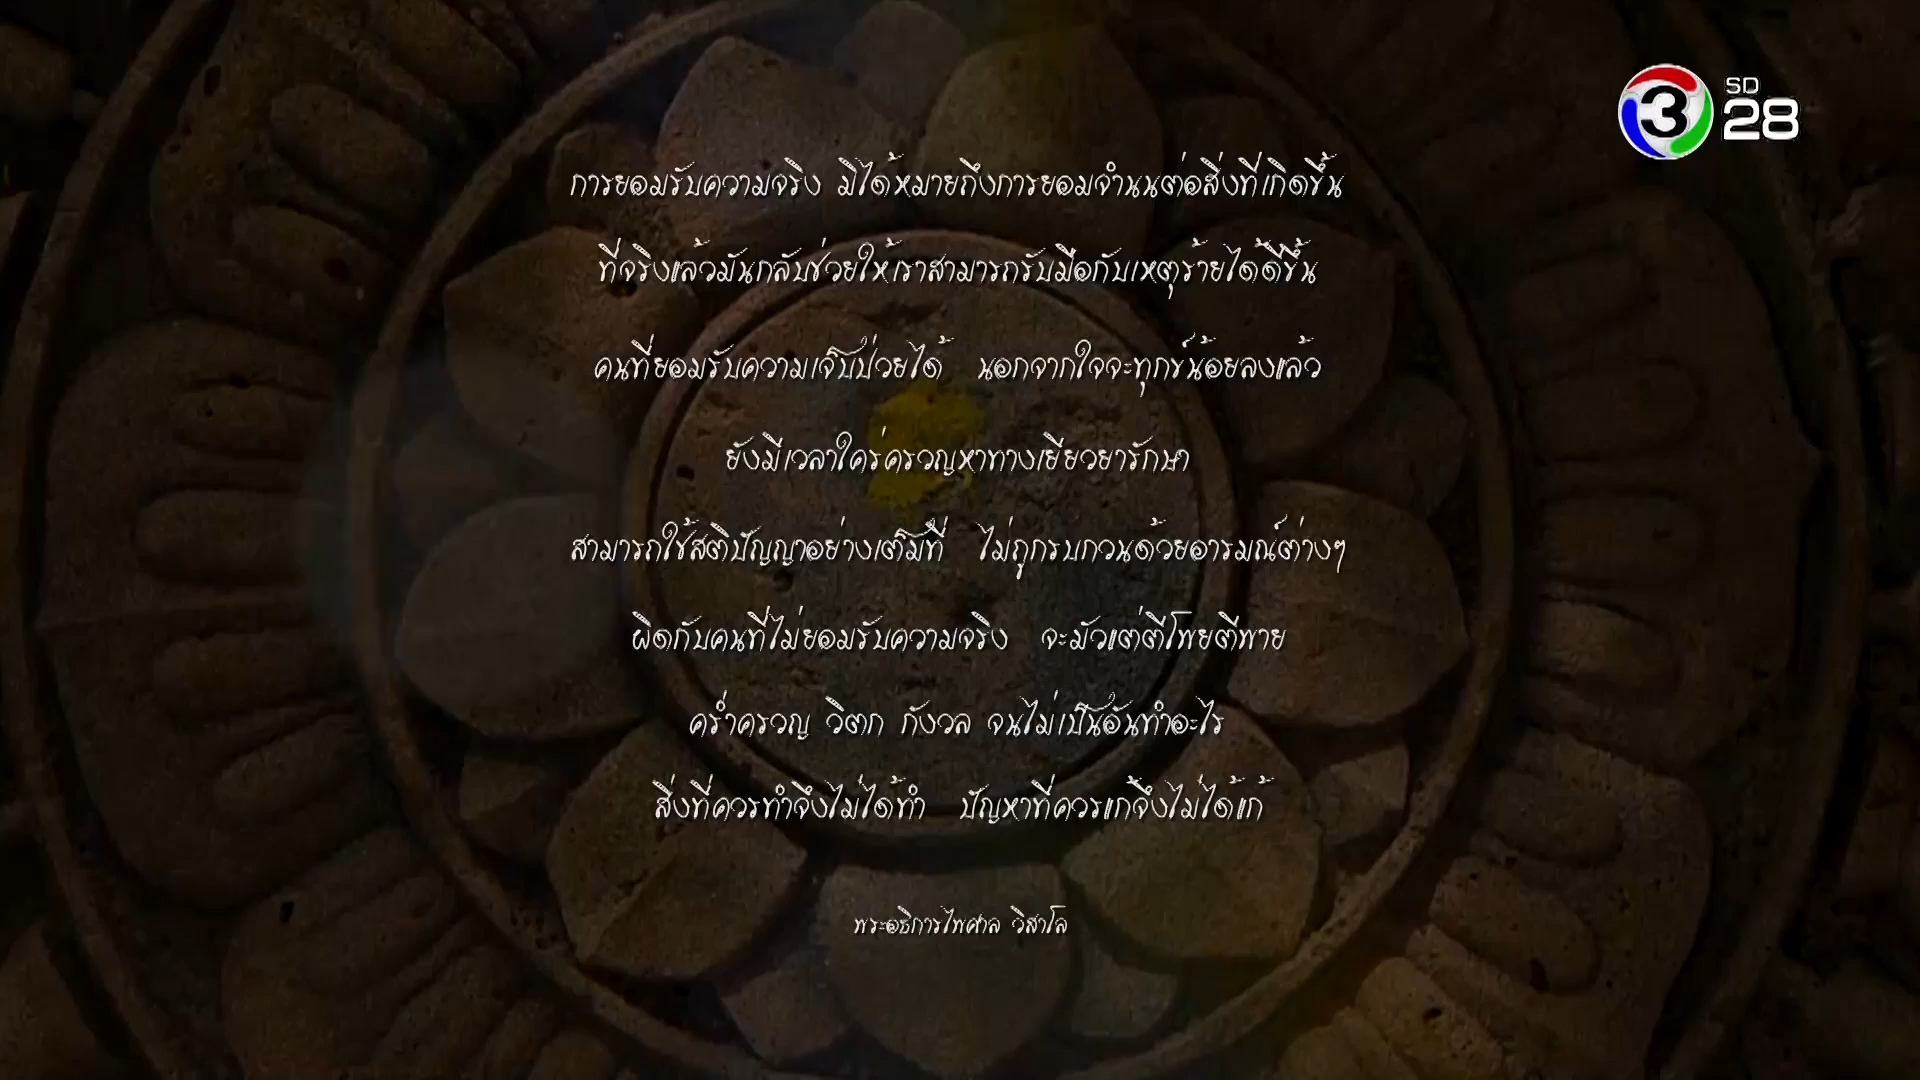 SD
3 28
การยอมรับความจริง มิได้หมายถึงการยอมจำนนต่อสิ่งที่เกิดขึ้น
ที่จริงแล้วมันกลับช่วยให้เราสามารถรับมือกับเหตุร้ายได้ดีขึ้น
คนที่ยอมรับความเจ็บป่วยได้ นอกจากใจจะทุกข์น้อยลงแล้ว
ยังมีเวลาใคร่ครวญหาทางเยียวยารักษา
สามารถใช้สติปัญญาอย่างเต็มที่ ไม่ถูกรบกวนด้วยอารมณ์ต่างๆ
ผิดกับคนที่ไม่ยอมรับความจริง จะมัวแต่ตีโพยตีพาย
คร่ำครวญ วิตก กังวล จนไม่เป็นอันทำอะไร
สิ่งที่ควรทำจึงไม่ได้ทำ ปัญหาที่ควรแก้จึงไม่ได้แก้
พระอธิการไพศาล วิสาโล